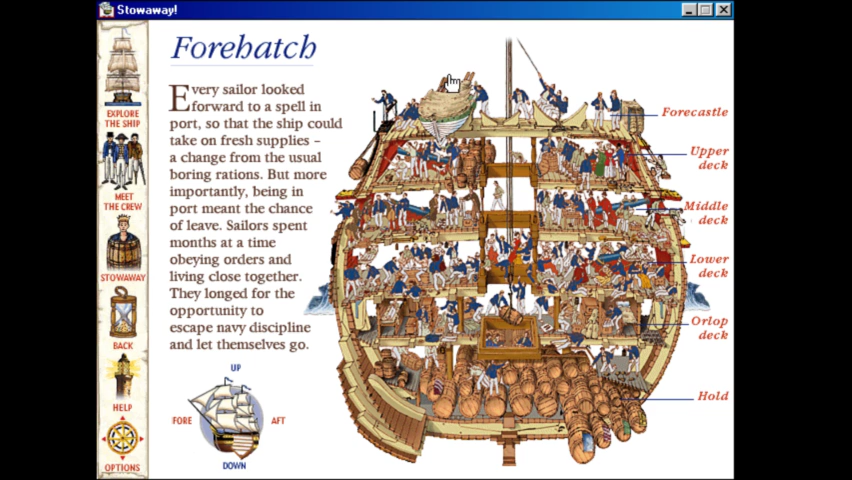 Stowaway!
Forehatch
Every sailor looked
forward to a spell in
port, so that the ship could
take on fresh supplies –
a change from the usual
boring rations. But more
importantly, being in
port meant the chance
of leave. Sailors spent
months at a time
obeying orders and
living close together.
They longed for the
opportunity to
escape navy discipline
and let themselves go.
EXPLORE
THE SHIP
MEET
THE CREW
STOWAWAY
BACK
HELP
OPTIONS
UP
FORE
AFT
DOWN
Forecastle
Upper
deck
Middle
deck
Lower
deck
Orlop
deck
Hold